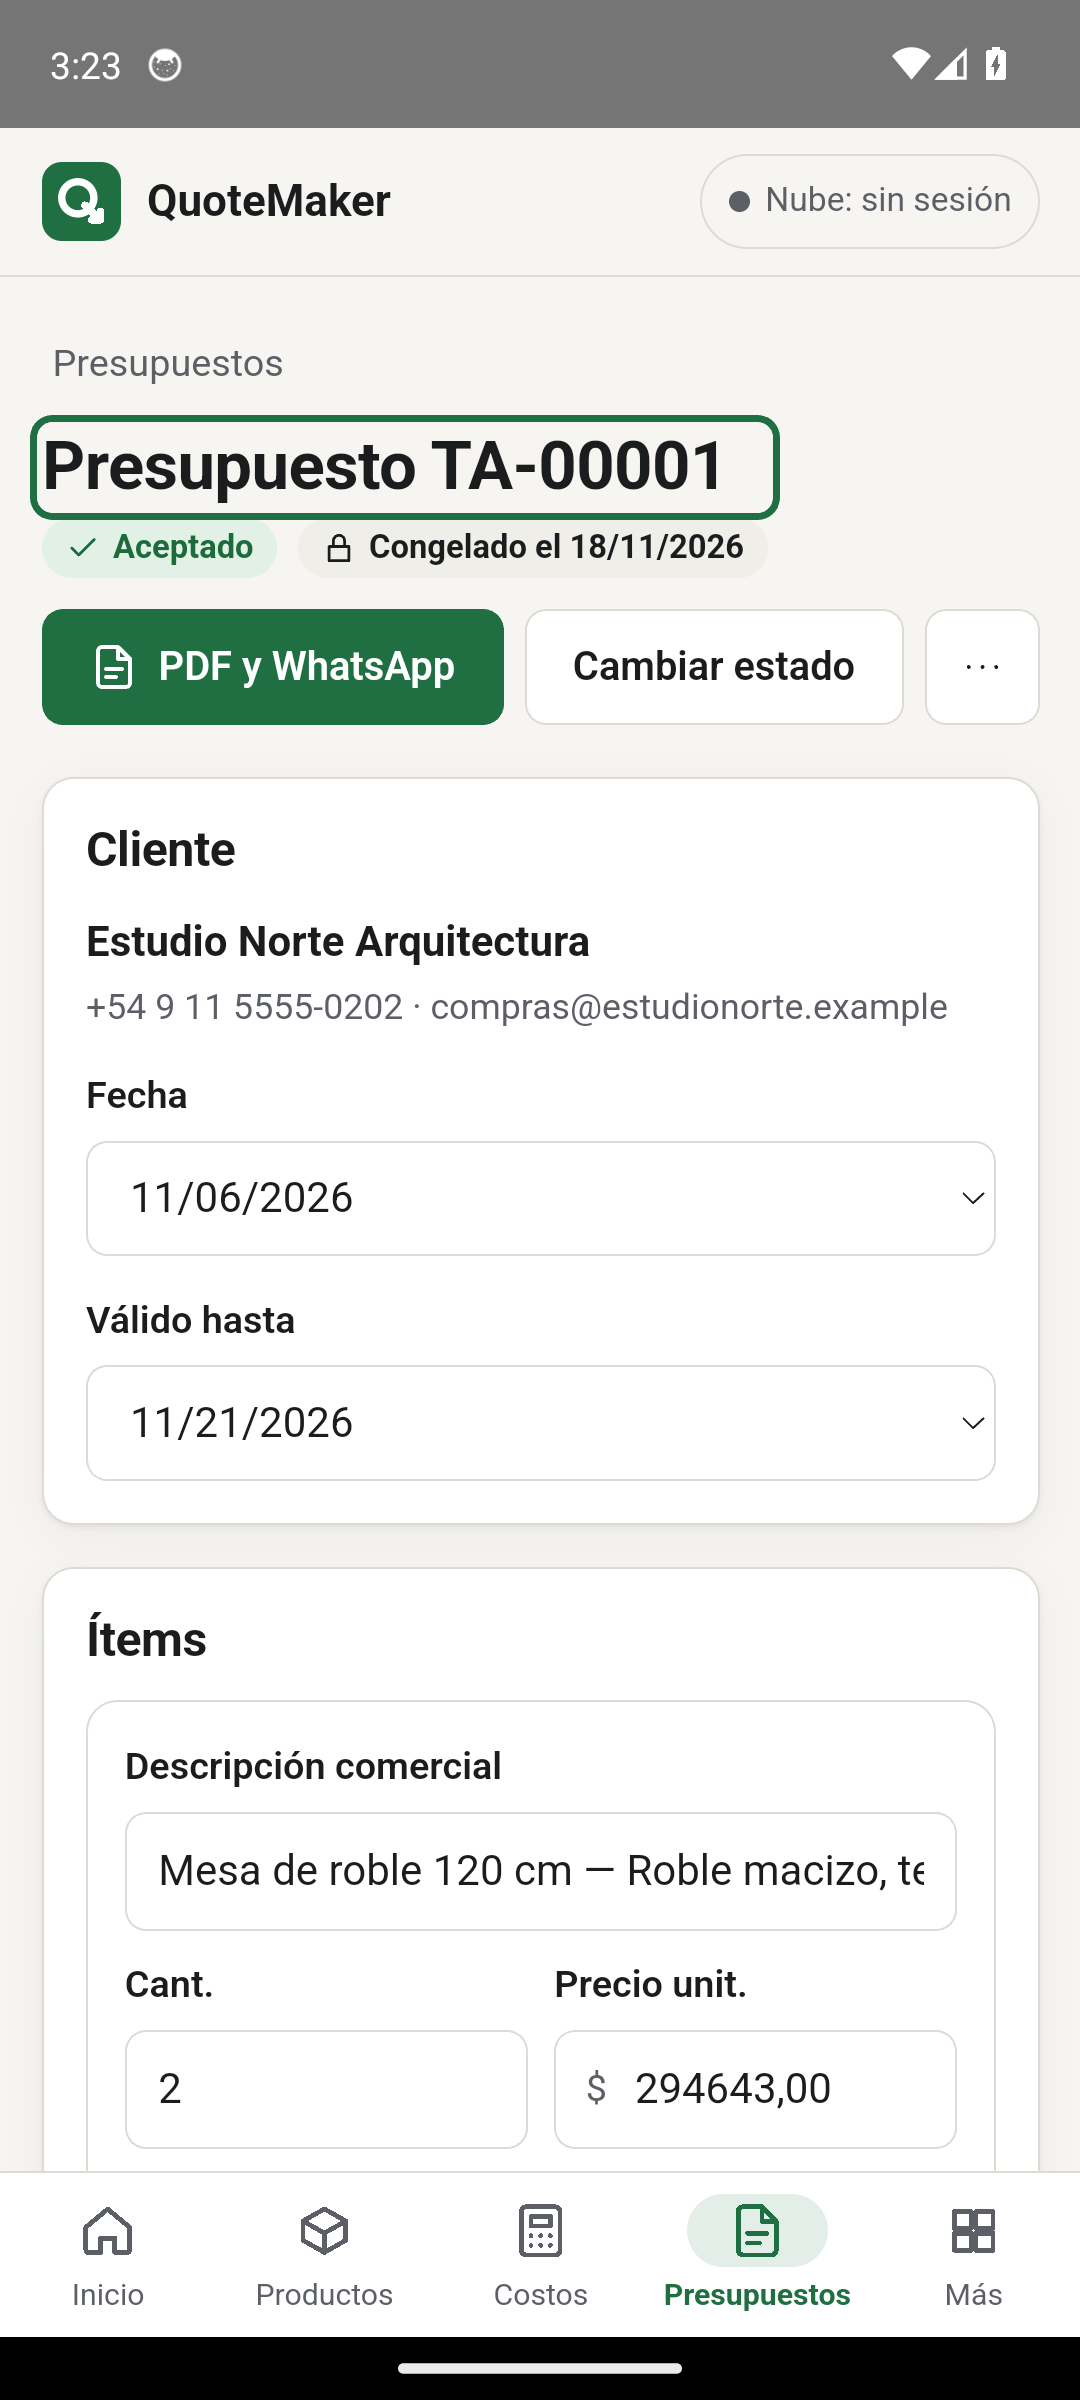 3:23
QuoteMaker
Nube: sin sesión
Presupuestos
Presupuesto TA-00001
Aceptado
Congelado el 18/11/2026
PDF y WhatsApp
Cambiar estado
...
Cliente
Estudio Norte Arquitectura
+54 9 11 5555-0202 · compras@estudionorte.example
Fecha
11/06/2026
Válido hasta
11/21/2026
Ítems
Descripción comercial
Mesa de roble 120 cm — Roble macizo, te
Cant.
Precio unit.
2
$ 294643,00
Inicio
Productos
Costos
Presupuestos
Más